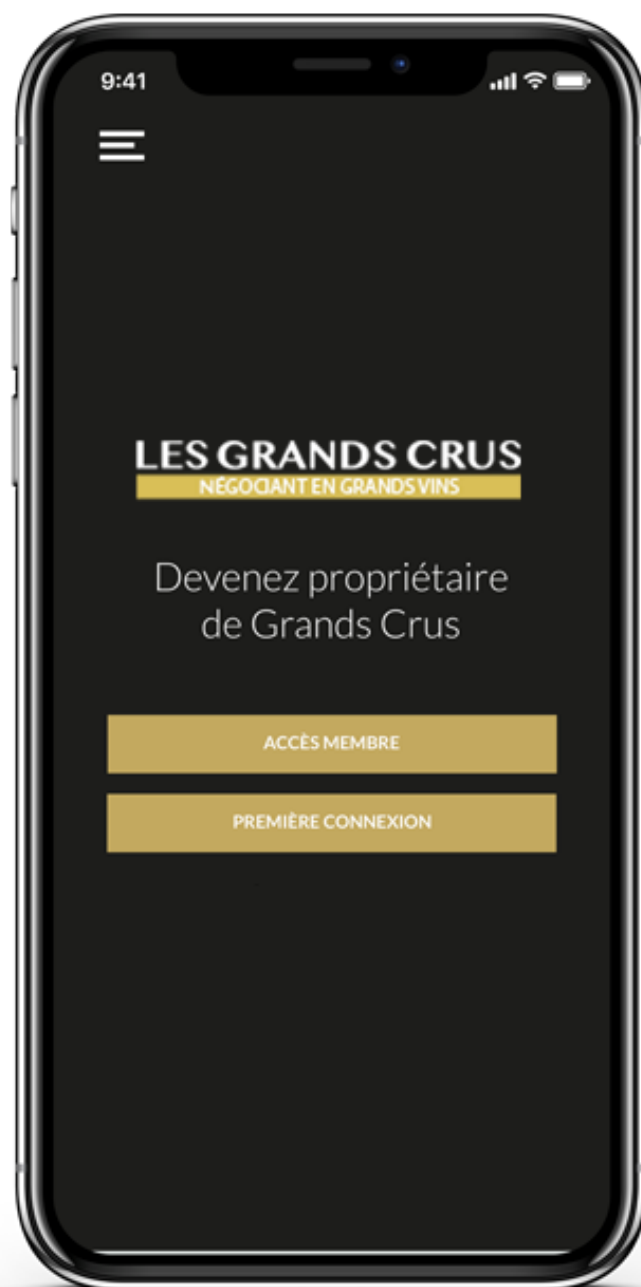 9:41
LES GRANDS CRUS
NÉGOCIANT EN GRANDS VINS
Devenez propriétaire
de Grands Crus
ACCÈS MEMBRE
PREMIÈRE CONNEXION